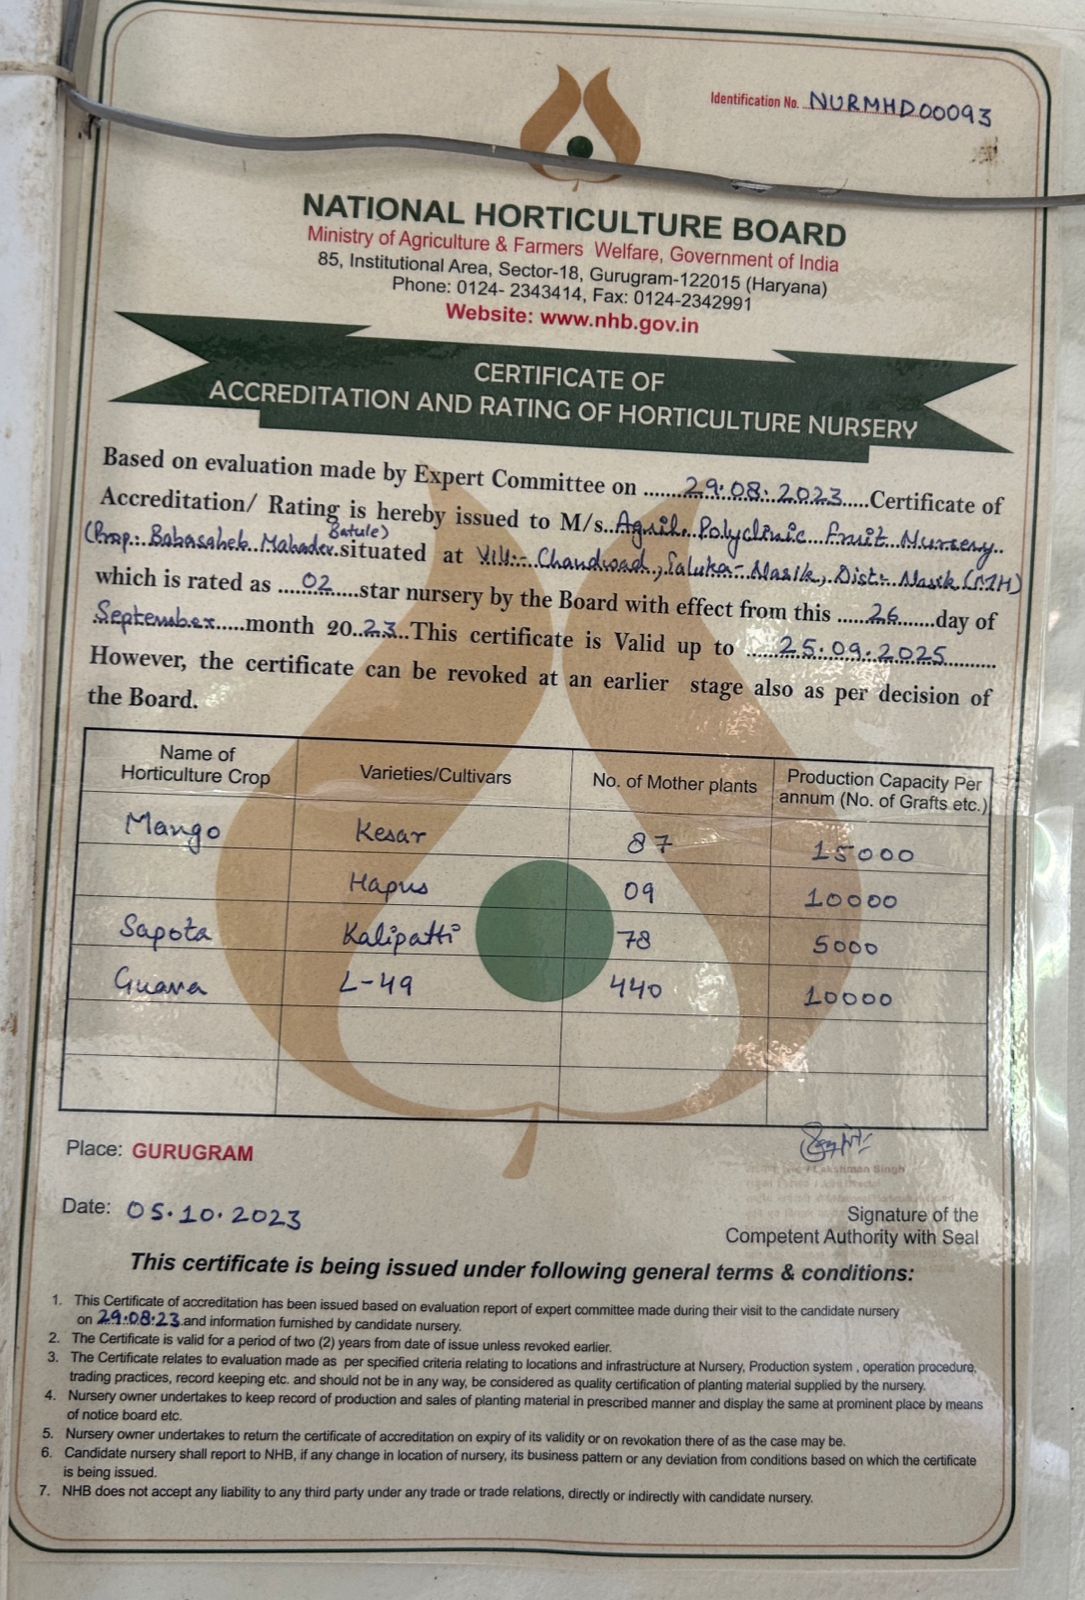 Identification No. NURMHD00093
NATIONAL HORTICULTURE BOARD
Ministry of Agriculture & Farmers Welfare, Government of India
85, Institutional Area, Sector-18, Gurugram-122015 (Haryana)
Phone: 0124- 2343414, Fax: 0124-2342991
Website: www.nhb.gov.in
CERTIFICATE OF
ACCREDITATION AND RATING OF HORTICULTURE NURSERY
Based on evaluation made by Expert Committee on ......29.08.2023.....Certificate of
Accreditation/ Rating is hereby issued to M/s.. Polyclinic Fruit Nursery..
(Prop.: Babasaheb Mahadev Batule) situated at Vill:- Chandwad, Taluka- Nasik, Dist:- Nasik (MH)
which is rated as ......02......star nursery by the Board with effect from this ......26.......day of
September.....month 20..23..This certificate is Valid up to ......25.09.2025..........
However, the certificate can be revoked at an earlier stage also as per decision of
the Board.
Name of Horticulture Crop Varieties/Cultivars No. of Mother plants Production Capacity Per annum (No. of Grafts etc.)
Mango Kesar 87 15000
Hapus 09 10000
Sapota Kalipatti 78 5000
Guava L-49 440 10000
Place: GURUGRAM
Lakshman Singh
Date: 05.10.2023
Signature of the
Competent Authority with Seal
This certificate is being issued under following general terms & conditions:
1. This Certificate of accreditation has been issued based on evaluation report of expert committee made during their visit to the candidate nursery
on 29.08.23 and information furnished by candidate nursery.
2. The Certificate is valid for a period of two (2) years from date of issue unless revoked earlier.
3. The Certificate relates to evaluation made as per specified criteria relating to locations and infrastructure at Nursery, Production system , operation procedure,
trading practices, record keeping etc. and should not be in any way, be considered as quality certification of planting material supplied by the nursery.
4. Nursery owner undertakes to keep record of production and sales of planting material in prescribed manner and display the same at prominent place by means
of notice board etc.
5. Nursery owner undertakes to return the certificate of accreditation on expiry of its validity or on revokation there of as the case may be.
6. Candidate nursery shall report to NHB, if any change in location of nursery, its business pattern or any deviation from conditions based on which the certificate
is being issued.
7. NHB does not accept any liability to any third party under any trade or trade relations, directly or indirectly with candidate nursery.